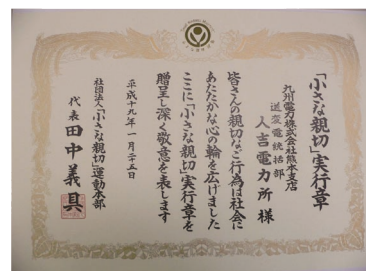 「小さな親切」実行章
九州電力株式会社熊本支店
送変電統括部
人吉電力所 様
皆さんの親切なご行為は社会に
あたたかな心の輪を広げました
ここに「小さな親切」実行章を
贈呈し深く敬意を表します
平成十九年 一月二十五日
社団法人「小さな親切」運動本部
代表 田中義具